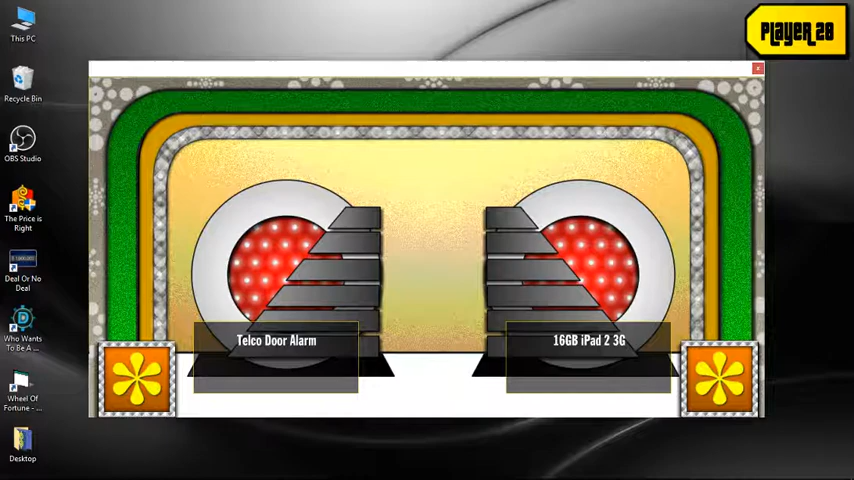 This PC
PLAYER 28
Recycle Bin
OBS Studio
The Price is
Right
Deal Or No
Deal
Who Wants
To Be A ...
Wheel Of
Fortune - ...
Desktop
Telco Door Alarm
16GB iPad 2 3G